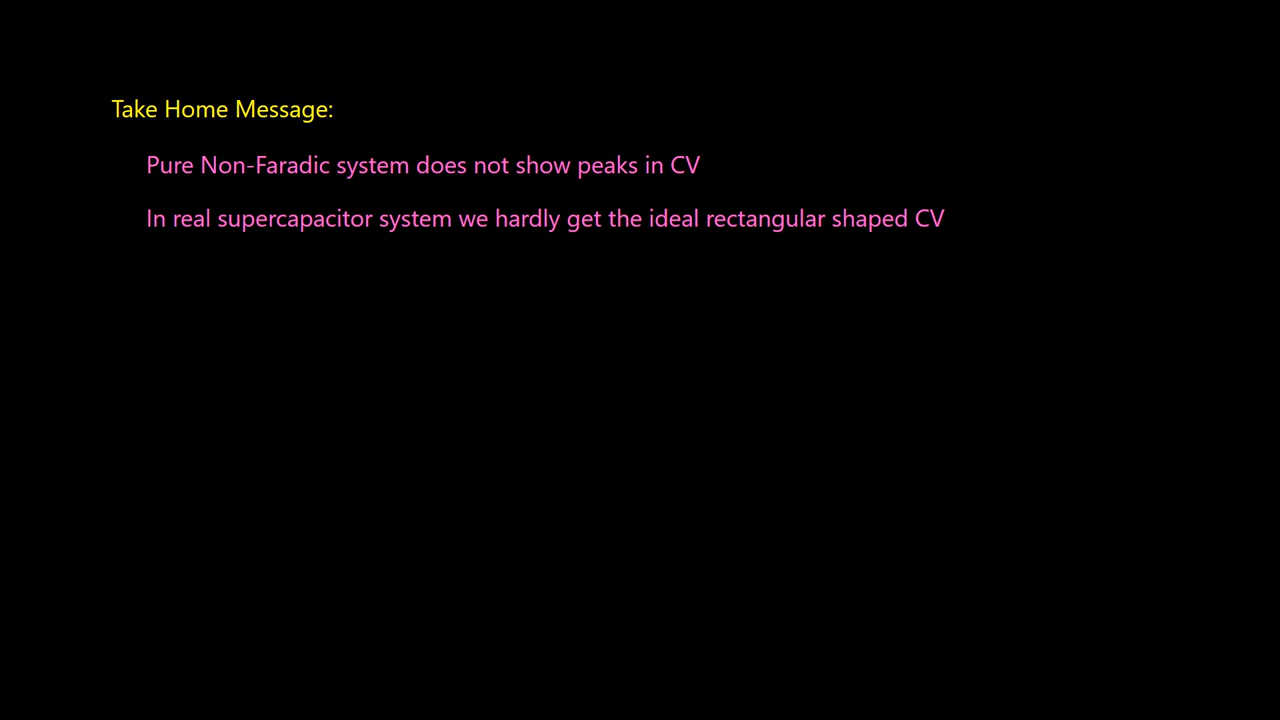 Take Home Message:
Pure Non-Faradic system does not show peaks in CV
In real supercapacitor system we hardly get the ideal rectangular shaped CV